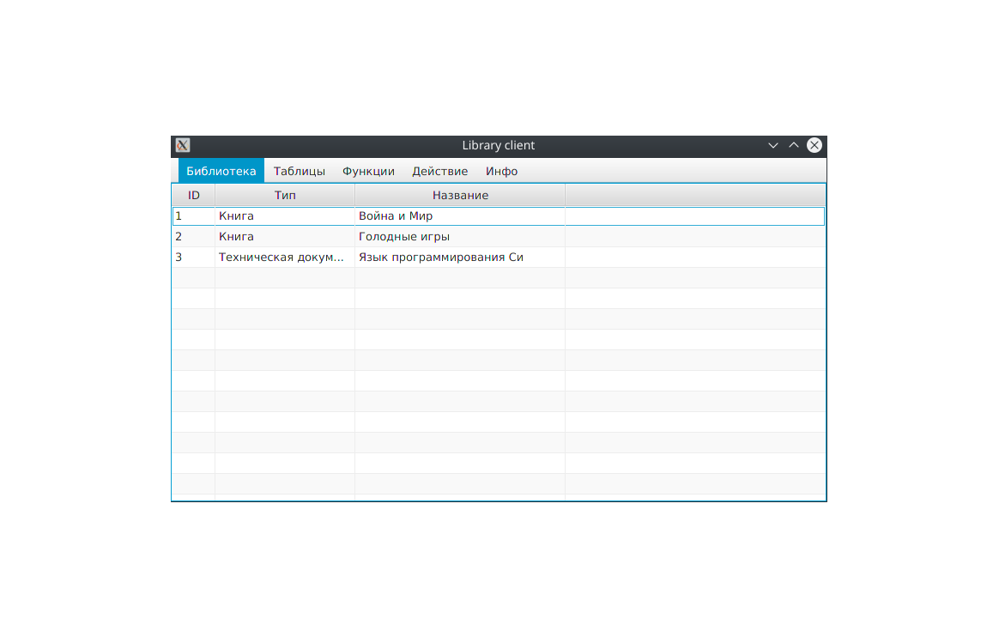 Library client
Библиотека Таблицы Функции Действие Инфо
ID Тип Название
1 Книга Война и Мир
2 Книга Голодные игры
3 Техническая докум... Язык программирования Си